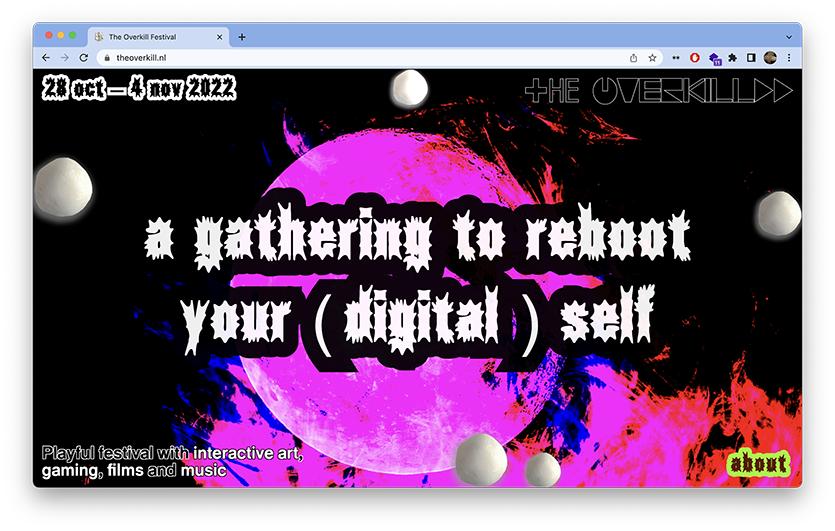 The Overkill Festival
theoverkill.nl
11
28 oct — 4 nov 2022
THE OVERKILL
a gathering to reboot
your ( digital ) self
Playful festival with interactive art,
gaming, films and music
about